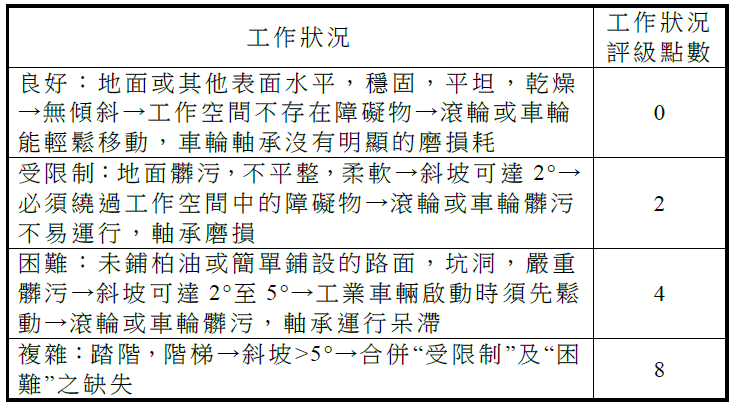 工作狀況
工作狀況
評級點數
良好：地面或其他表面水平，穩固，平坦，乾燥
→無傾斜→工作空間不存在障礙物→滾輪或車輪
能輕鬆移動，車輪軸承沒有明顯的磨損耗
0
受限制：地面髒污，不平整，柔軟→斜坡可達 2°→
必須繞過工作空間中的障礙物→滾輪或車輪髒污
不易運行，軸承磨損
2
困難：未鋪柏油或簡單鋪設的路面，坑洞，嚴重
髒污→斜坡可達 2°至 5°→工業車輛啟動時須先鬆
動→滾輪或車輪髒污，軸承運行呆滯
4
複雜：踏階，階梯→斜坡>5°→合併“受限制”及“困
難”之缺失
8